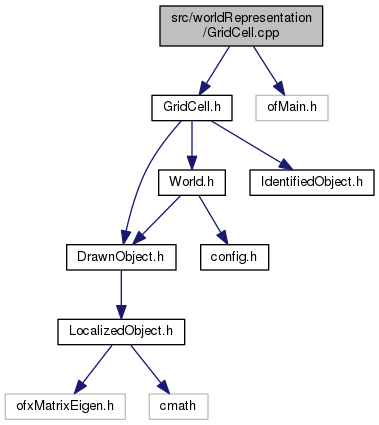 src/worldRepresentation
/GridCell.cpp
GridCell.h
ofMain.h
World.h
IdentifiedObject.h
DrawnObject.h
config.h
LocalizedObject.h
ofxMatrixEigen.h
cmath